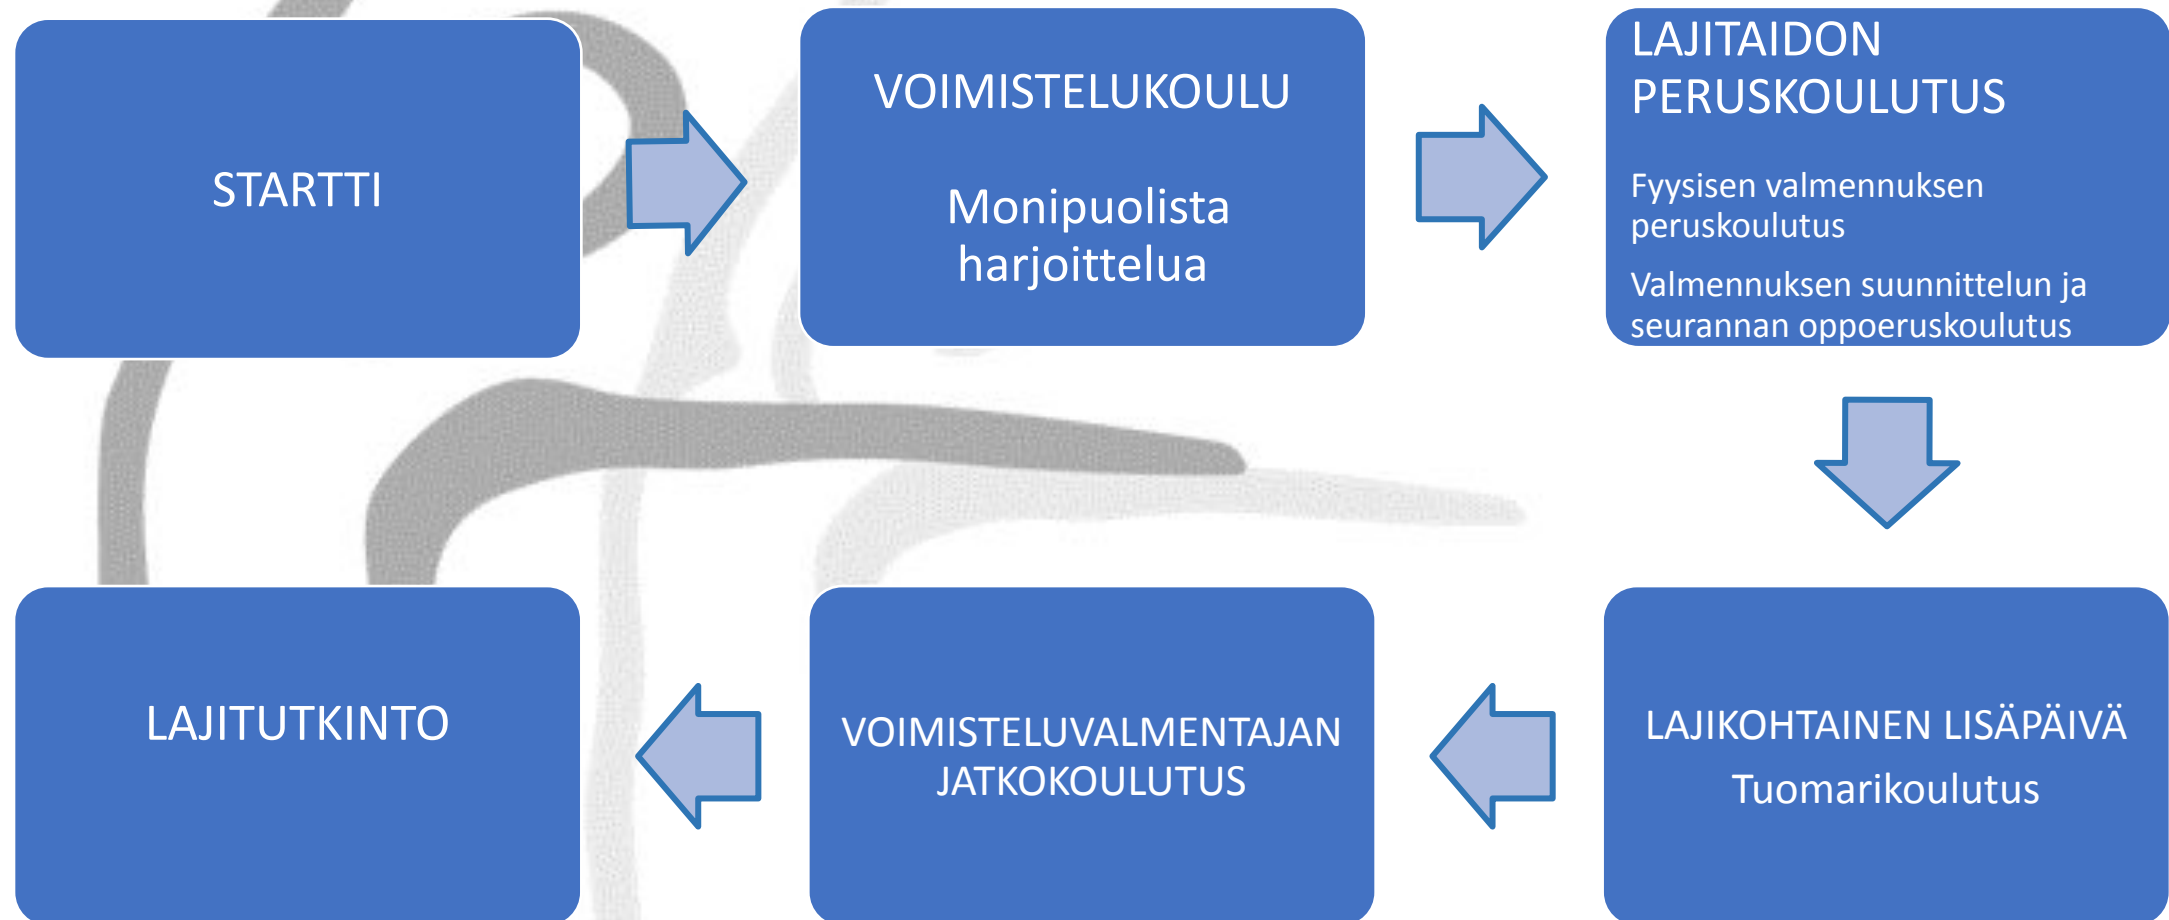 STARTTI
VOIMISTELUKOULU
Monipuolista
harjoittelua
LAJITAIDON
PERUSKOULUTUS
Fyysisen valmennuksen
peruskoulutus
Valmennuksen suunnittelun ja
seurannan oppoeruskoulutus
LAJIKOHTAINEN LISÄPÄIVÄ
Tuomarikoulutus
VOIMISTELUVALMENTAJAN
JATKOKOULUTUS
LAJITUTKINTO